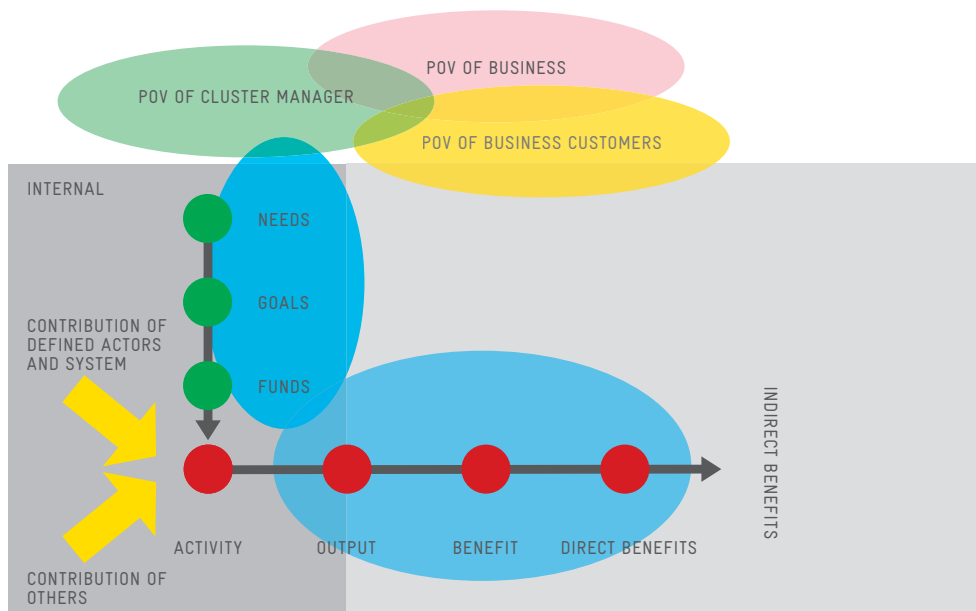 POV OF BUSINESS
POV OF CLUSTER MANAGER
POV OF BUSINESS CUSTOMERS
INTERNAL
NEEDS
GOALS
CONTRIBUTION OF
DEFINED ACTORS
AND SYSTEM
FUNDS
INDIRECT BENEFITS
ACTIVITY
OUTPUT
BENEFIT
DIRECT BENEFITS
CONTRIBUTION OF
OTHERS